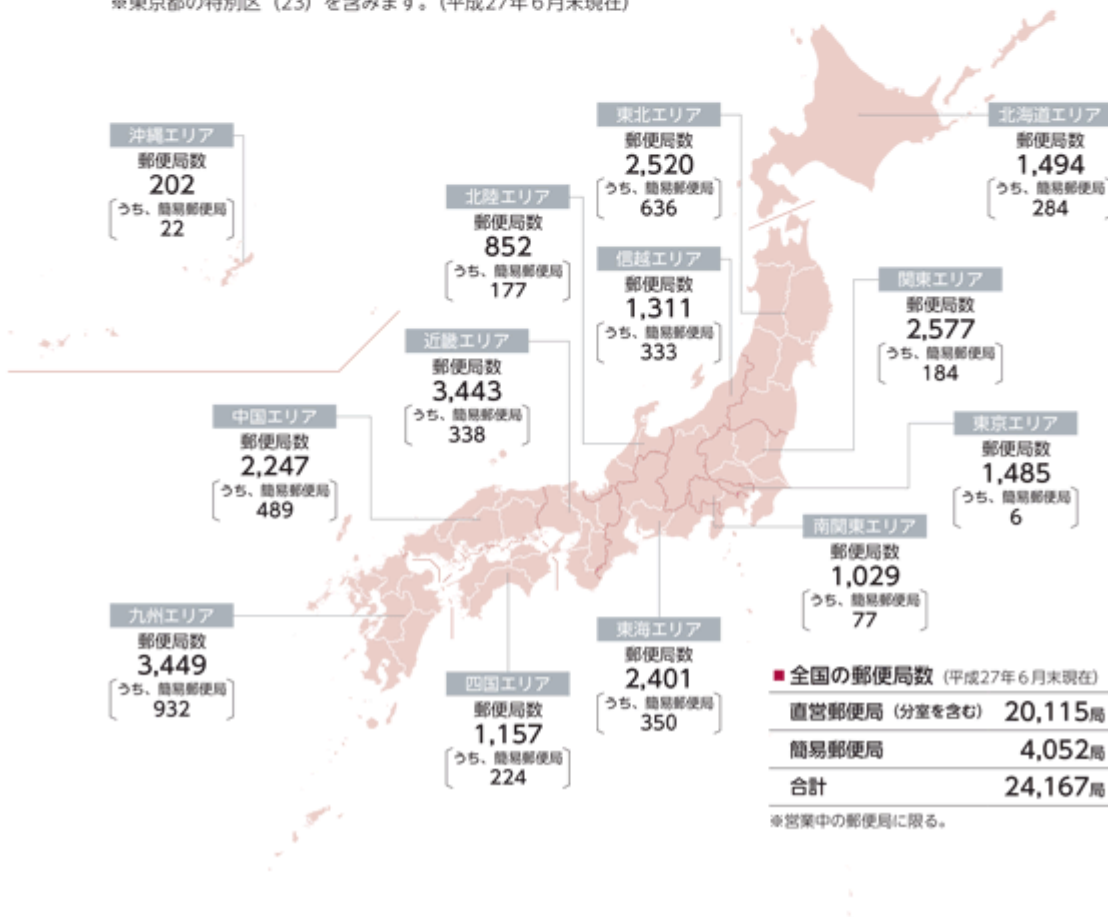 ※東京都の特別区（23）を含みます。（平成27年6月末現在）
沖縄エリア
郵便局数
202
うち、簡易郵便局
22
東北エリア
郵便局数
2,520
うち、簡易郵便局
636
北海道エリア
郵便局数
1,494
うち、簡易郵便局
284
北陸エリア
郵便局数
852
うち、簡易郵便局
177
信越エリア
郵便局数
1,311
うち、簡易郵便局
333
関東エリア
郵便局数
2,577
うち、簡易郵便局
184
近畿エリア
郵便局数
3,443
うち、簡易郵便局
338
中国エリア
郵便局数
2,247
うち、簡易郵便局
489
東京エリア
郵便局数
1,485
うち、簡易郵便局
6
南関東エリア
郵便局数
1,029
うち、簡易郵便局
77
九州エリア
郵便局数
3,449
うち、簡易郵便局
932
東海エリア
郵便局数
2,401
うち、簡易郵便局
350
四国エリア
郵便局数
1,157
うち、簡易郵便局
224
■全国の郵便局数（平成27年6月末現在）
直営郵便局（分室を含む） 20,115局
簡易郵便局 4,052局
合計 24,167局
※営業中の郵便局に限る。